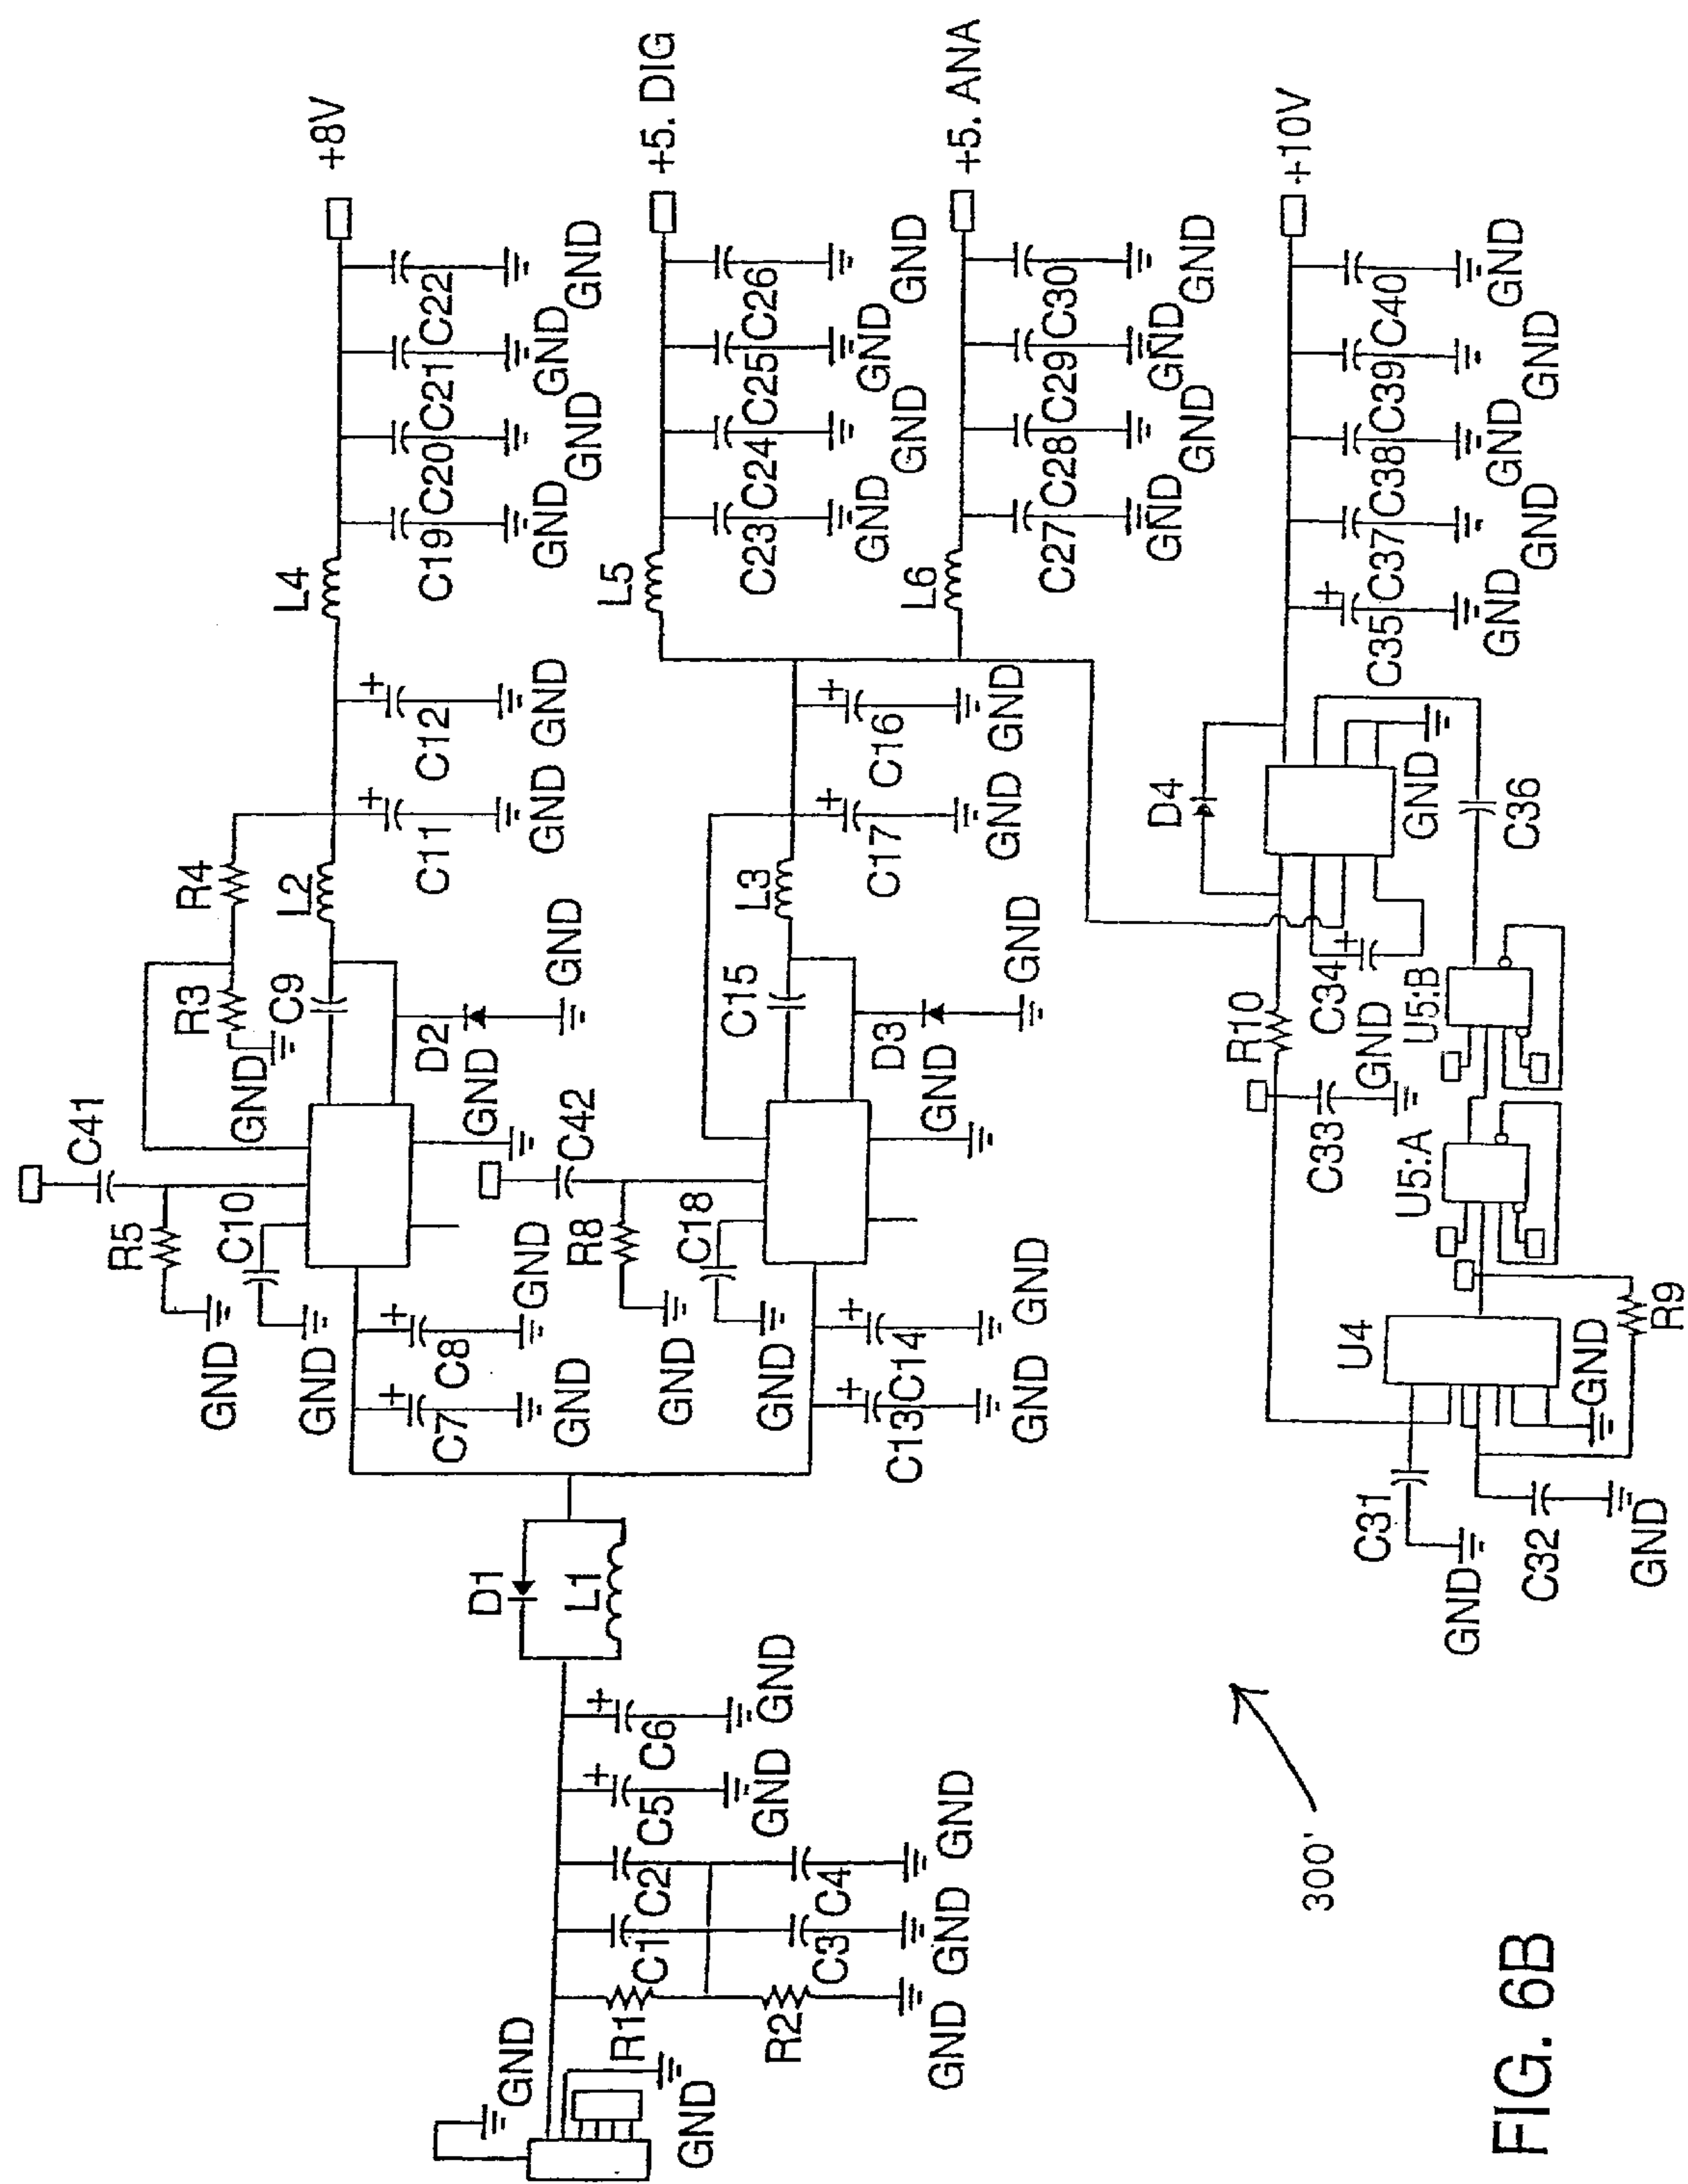 +8V
+5. DIG
+5. ANA
+10V
L4
C19
C20
C21
C22
GND
GND
GND
GND
L5
C23
C24
C25
C26
GND
GND
GND
GND
L6
C27
C28
C29
C30
GND
GND
GND
GND
C35
C37
C38
C39
C40
GND
GND
GND
GND
GND
R4
R3
L2
C9
GND
+
C11
GND
+
C12
GND
D2
GND
GND
C41
R5
GND
C10
GND
+
C7
GND
+
C8
GND
C42
R8
GND
C18
GND
C15
L3
+
C17
GND
+
C16
GND
D3
GND
GND
+
C13
GND
+
C14
GND
D4
GND
C36
R10
+
C34
C33
GND
U5:B
U5:A
U4
GND
R9
C31
GND
C32
GND
+
D1
L1
+
C6
GND
+
C5
GND
C2
C4
GND
C1
C3
GND
R1
R2
GND
GND
GND
300'
FIG. 6B